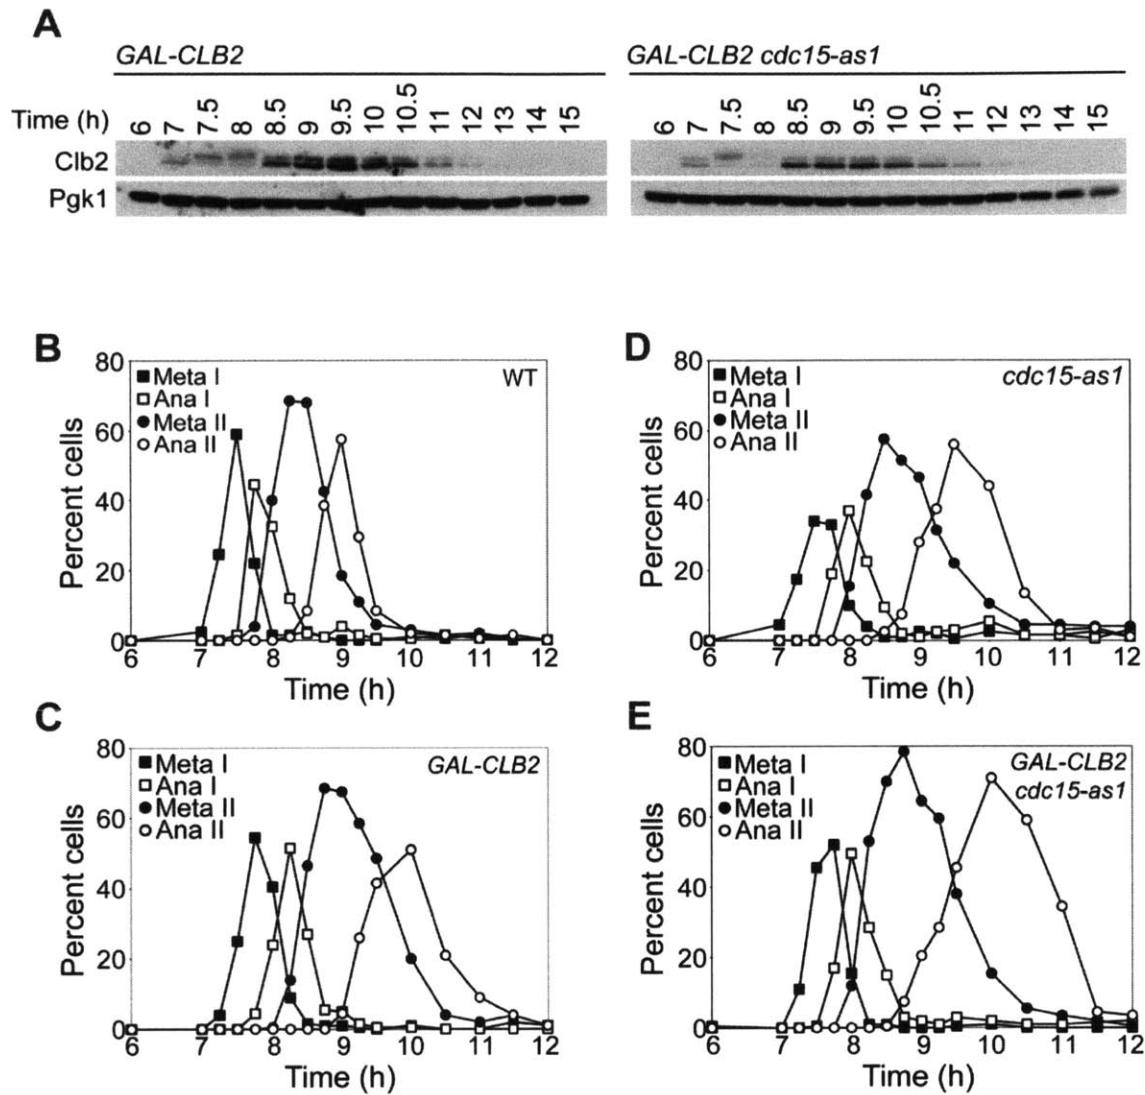 A
GAL-CLB2
GAL-CLB2 cdc15-as1
Time (h) 6 7 7.5 8 8.5 9 9.5 10 10.5 11 12 13 14 15
6 7 7.5 8 8.5 9 9.5 10 10.5 11 12 13 14 15
Clb2
Pgk1
B
WT
Meta I
Ana I
Meta II
Ana II
Percent cells
80
60
40
20
0
6 7 8 9 10 11 12
Time (h)
D
cdc15-as1
Meta I
Ana I
Meta II
Ana II
Percent cells
80
60
40
20
0
6 7 8 9 10 11 12
Time (h)
C
GAL-CLB2
Meta I
Ana I
Meta II
Ana II
Percent cells
80
60
40
20
0
6 7 8 9 10 11 12
Time (h)
E
GAL-CLB2
cdc15-as1
Meta I
Ana I
Meta II
Ana II
Percent cells
80
60
40
20
0
6 7 8 9 10 11 12
Time (h)